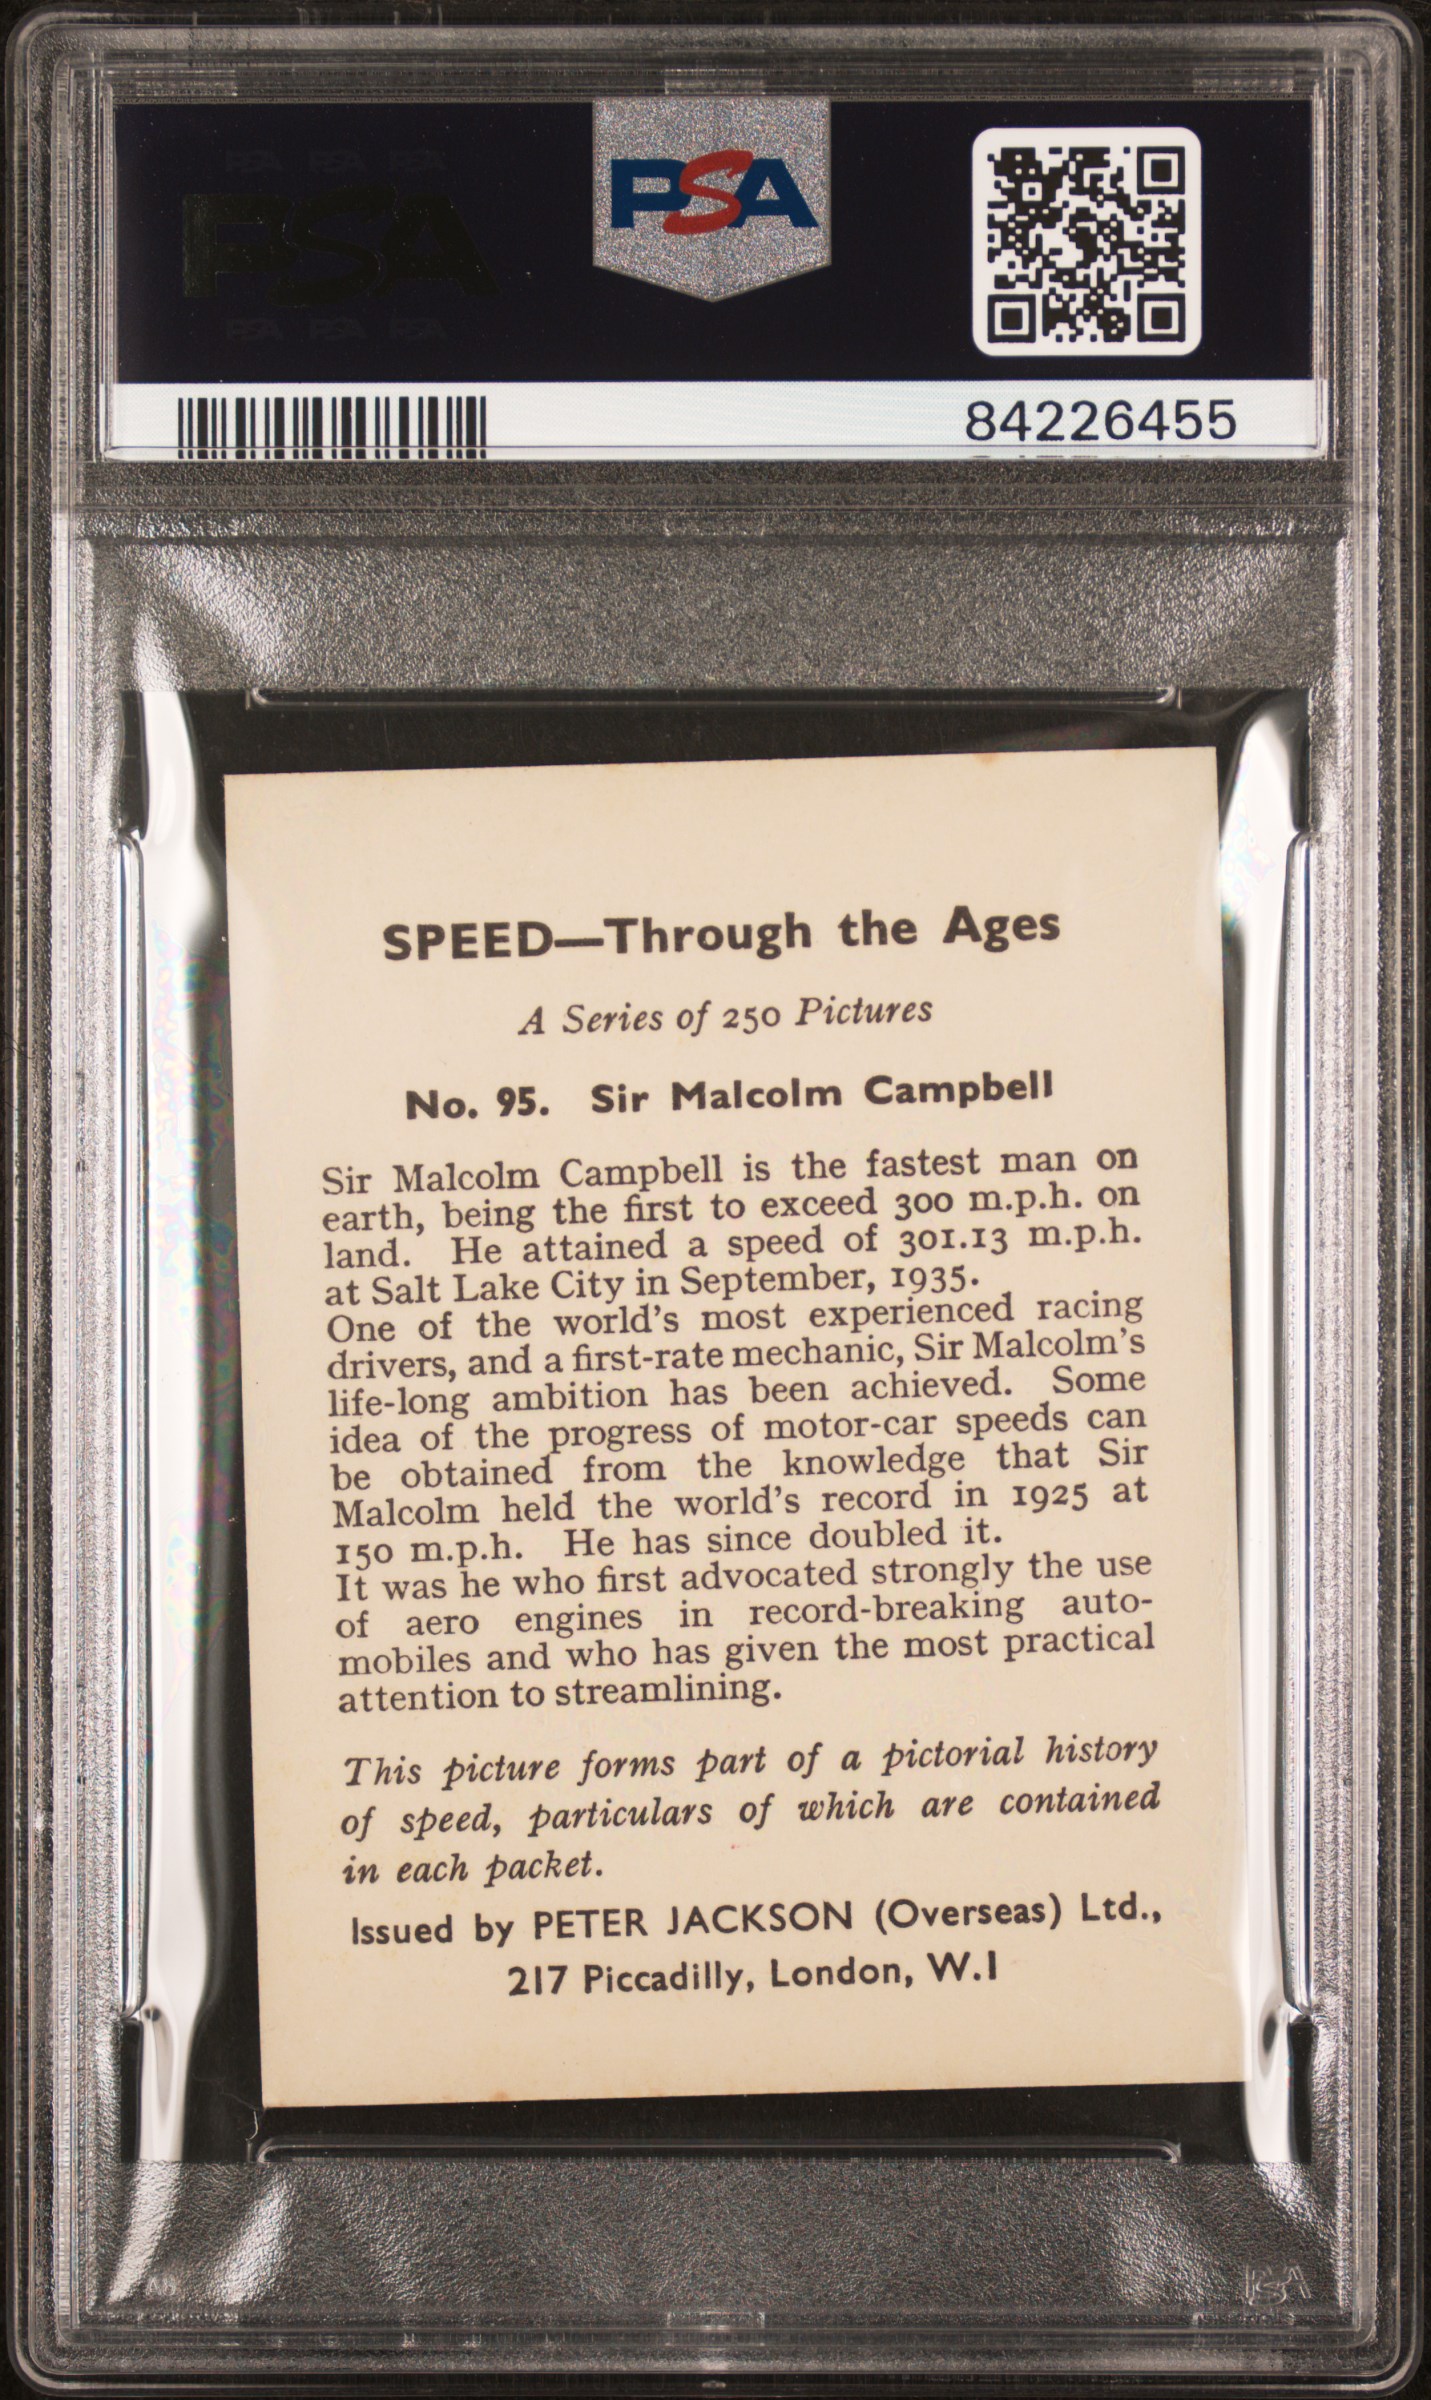 PSA
84226455
SPEED—Through the Ages
A Series of 250 Pictures
No. 95. Sir Malcolm Campbell
Sir Malcolm Campbell is the fastest man on
earth, being the first to exceed 300 m.p.h. on
land. He attained a speed of 301.13 m.p.h.
at Salt Lake City in September, 1935.
One of the world's most experienced racing
drivers, and a first-rate mechanic, Sir Malcolm's
life-long ambition has been achieved. Some
idea of the progress of motor-car speeds can
be obtained from the knowledge that Sir
Malcolm held the world's record in 1925 at
150 m.p.h. He has since doubled it.
It was he who first advocated strongly the use
of aero engines in record-breaking auto-
mobiles and who has given the most practical
attention to streamlining.
This picture forms part of a pictorial history
of speed, particulars of which are contained
in each packet.
Issued by PETER JACKSON (Overseas) Ltd.,
217 Piccadilly, London, W.1
PSA